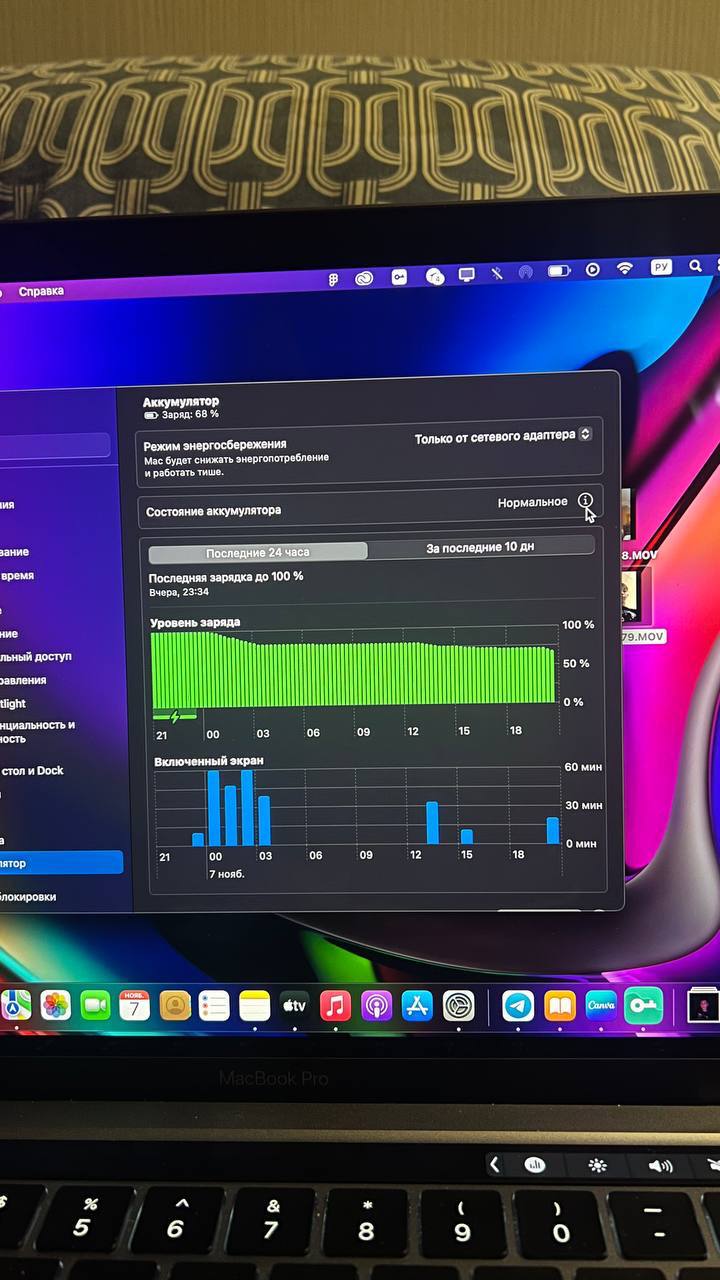 Справка
РУ
Аккумулятор
Заряд: 68 %
Режим энергосбережения
Только от сетевого адаптера
Mac будет снижать энергопотребление
и работать тише.
Состояние аккумулятора
Нормальное
Последние 24 часа
За последние 10 дн
Последняя зарядка до 100 %
Вчера, 23:34
Уровень заряда
100 %
50 %
0 %
21 00 03 06 09 12 15 18
Включенный экран
60 мин
30 мин
0 мин
21 00 03 06 09 12 15 18
7 нояб.
ния
вание
время
ние
льный доступ
равления
tlight
нциальность и
ность
стол и Dock
а
лятор
блокировки
8.MOV
79.MOV
НОЯБ.
7
tv
Canva
MacBook Pro
$ % ^ & * ( ) —
5 6 7 8 9 0 -